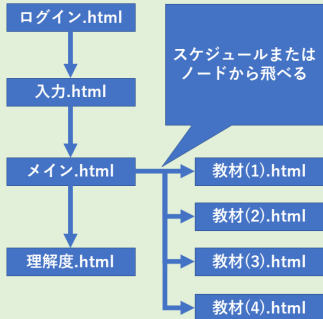 ログイン.html
スケジュールまたは
ノードから飛べる
入力.html
メイン.html
教材(1).html
教材(2).html
理解度.html
教材(3).html
教材(4).html